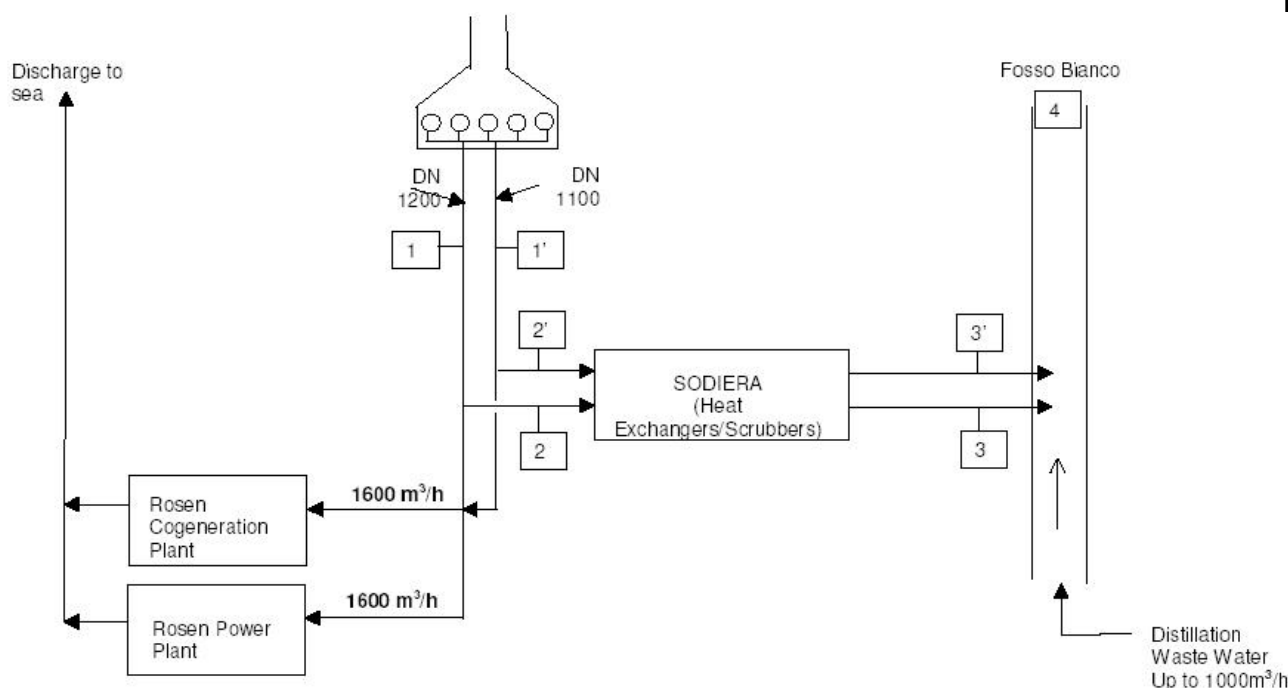 Discharge to
sea
Fosso Bianco
4
DN
1200
DN
1100
1
1'
2'
3'
SODIERA
(Heat
Exchangers/Scrubbers)
2
3
1600 m³/h
Rosen
Cogeneration
Plant
1600 m³/h
Rosen Power
Plant
Distillation
Waste Water
Up to 1000m³/h